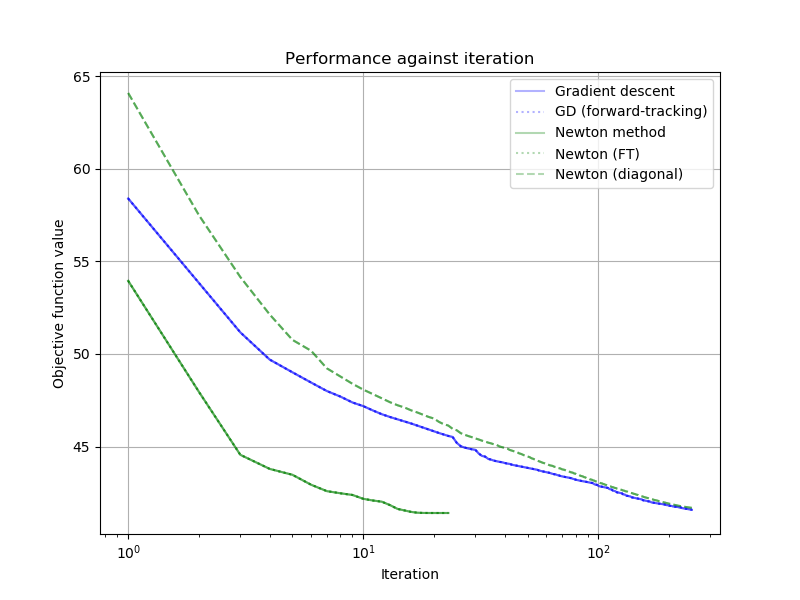 Performance against iteration
65
60
55
50
45
Objective function value
Gradient descent
GD (forward-tracking)
Newton method
Newton (FT)
Newton (diagonal)
10⁰
10¹
10²
Iteration